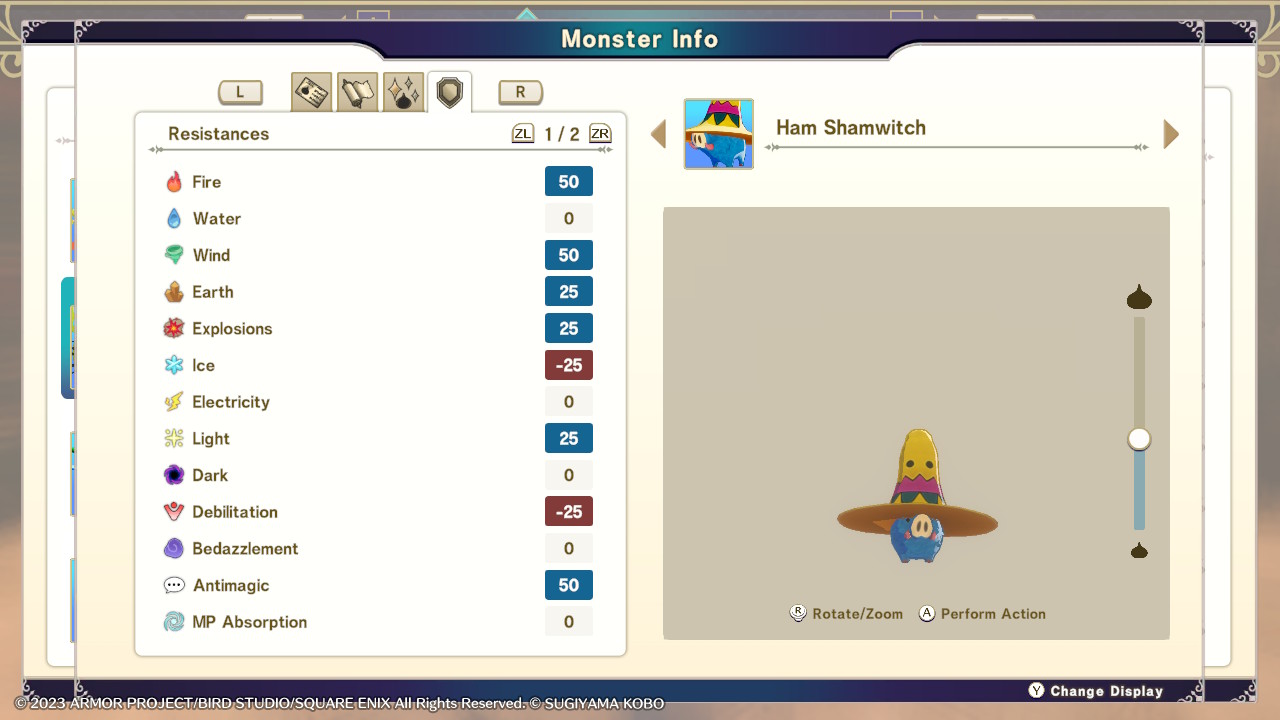 Monster Info
L
R
Resistances
ZL 1 / 2 ZR
Ham Shamwitch
Fire 50
Water 0
Wind 50
Earth 25
Explosions 25
Ice -25
Electricity 0
Light 25
Dark 0
Debilitation -25
Bedazzlement 0
Antimagic 50
MP Absorption 0
R Rotate/Zoom A Perform Action
Y Change Display
© 2023 ARMOR PROJECT/BIRD STUDIO/SQUARE ENIX All Rights Reserved. © SUGIYAMA KOBO